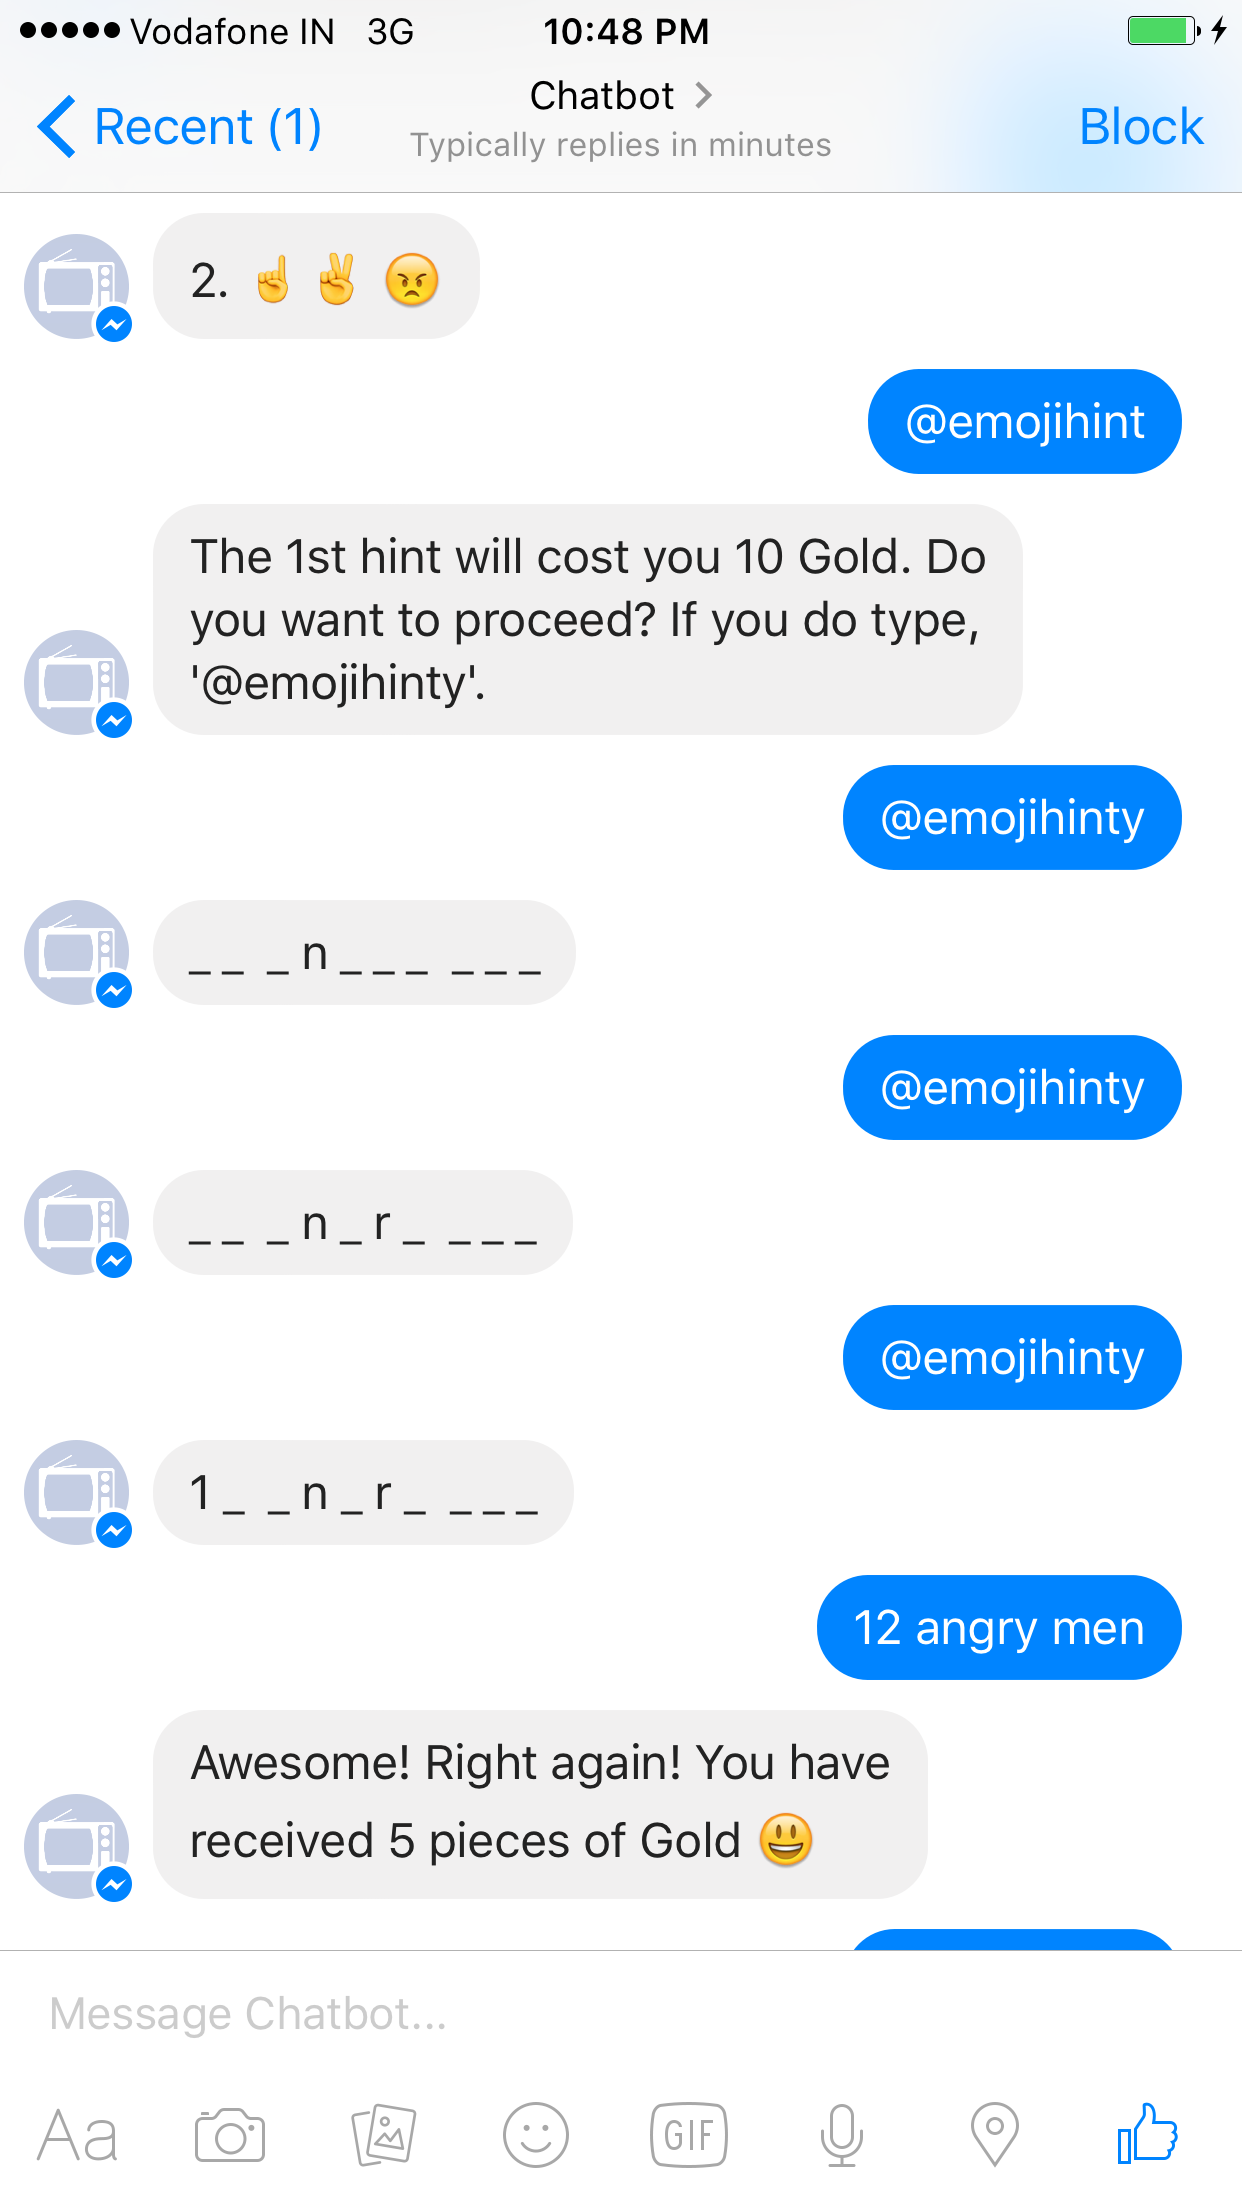 Vodafone IN 3G 10:48 PM
Recent (1)
Chatbot
Typically replies in minutes
Block
2. ☝️ ✌️ 😠
@emojihint
The 1st hint will cost you 10 Gold. Do
you want to proceed? If you do type,
'@emojihinty'.
@emojihinty
_ _  _ n _ _ _  _ _ _
@emojihinty
_ _  _ n _ r _  _ _ _
@emojihinty
1 _  _ n _ r _  _ _ _
12 angry men
Awesome! Right again! You have
received 5 pieces of Gold 😃
Message Chatbot...
Aa GIF